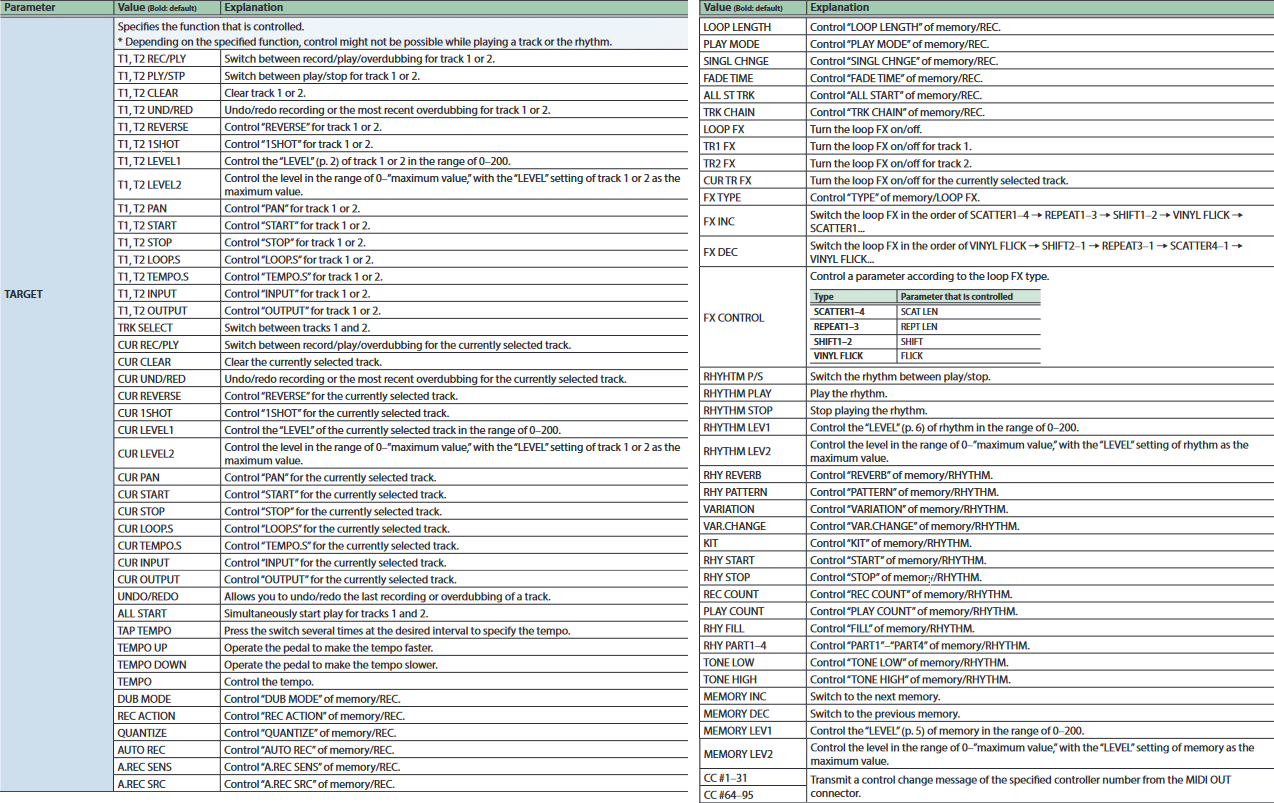 Parameter Value (Bold: default) Explanation
TARGET
Specifies the function that is controlled.
* Depending on the specified function, control might not be possible while playing a track or the rhythm.
T1, T2 REC/PLY Switch between record/play/overdubbing for track 1 or 2.
T1, T2 PLY/STP Switch between play/stop for track 1 or 2.
T1, T2 CLEAR Clear track 1 or 2.
T1, T2 UND/RED Undo/redo recording or the most recent overdubbing for track 1 or 2.
T1, T2 REVERSE Control “REVERSE” for track 1 or 2.
T1, T2 1SHOT Control “1SHOT” for track 1 or 2.
T1, T2 LEVEL1 Control the “LEVEL” (p. 2) of track 1 or 2 in the range of 0–200.
T1, T2 LEVEL2 Control the level in the range of 0–“maximum value,” with the “LEVEL” setting of track 1 or 2 as the
maximum value.
T1, T2 PAN Control “PAN” for track 1 or 2.
T1, T2 START Control “START” for track 1 or 2.
T1, T2 STOP Control “STOP” for track 1 or 2.
T1, T2 LOOP.S Control “LOOP.S” for track 1 or 2.
T1, T2 TEMPO.S Control “TEMPO.S” for track 1 or 2.
T1, T2 INPUT Control “INPUT” for track 1 or 2.
T1, T2 OUTPUT Control “OUTPUT” for track 1 or 2.
TRK SELECT Switch between tracks 1 and 2.
CUR REC/PLY Switch between record/play/overdubbing for the currently selected track.
CUR CLEAR Clear the currently selected track.
CUR UND/RED Undo/redo recording or the most recent overdubbing for the currently selected track.
CUR REVERSE Control “REVERSE” for the currently selected track.
CUR 1SHOT Control “1SHOT” for the currently selected track.
CUR LEVEL1 Control the “LEVEL” of the currently selected track in the range of 0–200.
CUR LEVEL2 Control the level in the range of 0–“maximum value,” with the “LEVEL” setting of track 1 or 2 as the
maximum value.
CUR PAN Control “PAN” for the currently selected track.
CUR START Control “START” for the currently selected track.
CUR STOP Control “STOP” for the currently selected track.
CUR LOOP.S Control “LOOP.S” for the currently selected track.
CUR TEMPO.S Control “TEMPO.S” for the currently selected track.
CUR INPUT Control “INPUT” for the currently selected track.
CUR OUTPUT Control “OUTPUT” for the currently selected track.
UNDO/REDO Allows you to undo/redo the last recording or overdubbing of a track.
ALL START Simultaneously start play for tracks 1 and 2.
TAP TEMPO Press the switch several times at the desired interval to specify the tempo.
TEMPO UP Operate the pedal to make the tempo faster.
TEMPO DOWN Operate the pedal to make the tempo slower.
TEMPO Control the tempo.
DUB MODE Control “DUB MODE” of memory/REC.
REC ACTION Control “REC ACTION” of memory/REC.
QUANTIZE Control “QUANTIZE” of memory/REC.
AUTO REC Control “AUTO REC” of memory/REC.
A.REC SENS Control “A.REC SENS” of memory/REC.
A.REC SRC Control “A.REC SRC” of memory/REC.
Value (Bold: default) Explanation
LOOP LENGTH Control “LOOP LENGTH” of memory/REC.
PLAY MODE Control “PLAY MODE” of memory/REC.
SINGL CHNGE Control “SINGL CHNGE” of memory/REC.
FADE TIME Control “FADE TIME” of memory/REC.
ALL ST TRK Control “ALL START” of memory/REC.
TRK CHAIN Control “TRK CHAIN” of memory/REC.
LOOP FX Turn the loop FX on/off.
TR1 FX Turn the loop FX on/off for track 1.
TR2 FX Turn the loop FX on/off for track 2.
CUR TR FX Turn the loop FX on/off for the currently selected track.
FX TYPE Control “TYPE” of memory/LOOP FX.
FX INC Switch the loop FX in the order of SCATTER1–4 → REPEAT1–3 → SHIFT1–2 → VINYL FLICK →
SCATTER1...
FX DEC Switch the loop FX in the order of VINYL FLICK → SHIFT2–1 → REPEAT3–1 → SCATTER4–1 →
VINYL FLICK...
FX CONTROL Control a parameter according to the loop FX type.
Type Parameter that is controlled
SCATTER1–4 SCAT LEN
REPEAT1–3 REPT LEN
SHIFT1–2 SHIFT
VINYL FLICK FLICK
RHYHTM P/S Switch the rhythm between play/stop.
RHYTHM PLAY Play the rhythm.
RHYTHM STOP Stop playing the rhythm.
RHYTHM LEV1 Control the “LEVEL” (p. 6) of rhythm in the range of 0–200.
RHYTHM LEV2 Control the level in the range of 0–“maximum value,” with the “LEVEL” setting of rhythm as the
maximum value.
RHY REVERB Control “REVERB” of memory/RHYTHM.
RHY PATTERN Control “PATTERN” of memory/RHYTHM.
VARIATION Control “VARIATION” of memory/RHYTHM.
VAR.CHANGE Control “VAR.CHANGE” of memory/RHYTHM.
KIT Control “KIT” of memory/RHYTHM.
RHY START Control “START” of memory/RHYTHM.
RHY STOP Control “STOP” of memory/RHYTHM.
REC COUNT Control “REC COUNT” of memory/RHYTHM.
PLAY COUNT Control “PLAY COUNT” of memory/RHYTHM.
RHY FILL Control “FILL” of memory/RHYTHM.
RHY PART1–4 Control “PART1”–“PART4” of memory/RHYTHM.
TONE LOW Control “TONE LOW” of memory/RHYTHM.
TONE HIGH Control “TONE HIGH” of memory/RHYTHM.
MEMORY INC Switch to the next memory.
MEMORY DEC Switch to the previous memory.
MEMORY LEV1 Control the “LEVEL” (p. 5) of memory in the range of 0–200.
MEMORY LEV2 Control the level in the range of 0–“maximum value,” with the “LEVEL” setting of memory as the
maximum value.
CC #1–31 Transmit a control change message of the specified controller number from the MIDI OUT
CC #64–95 connector.